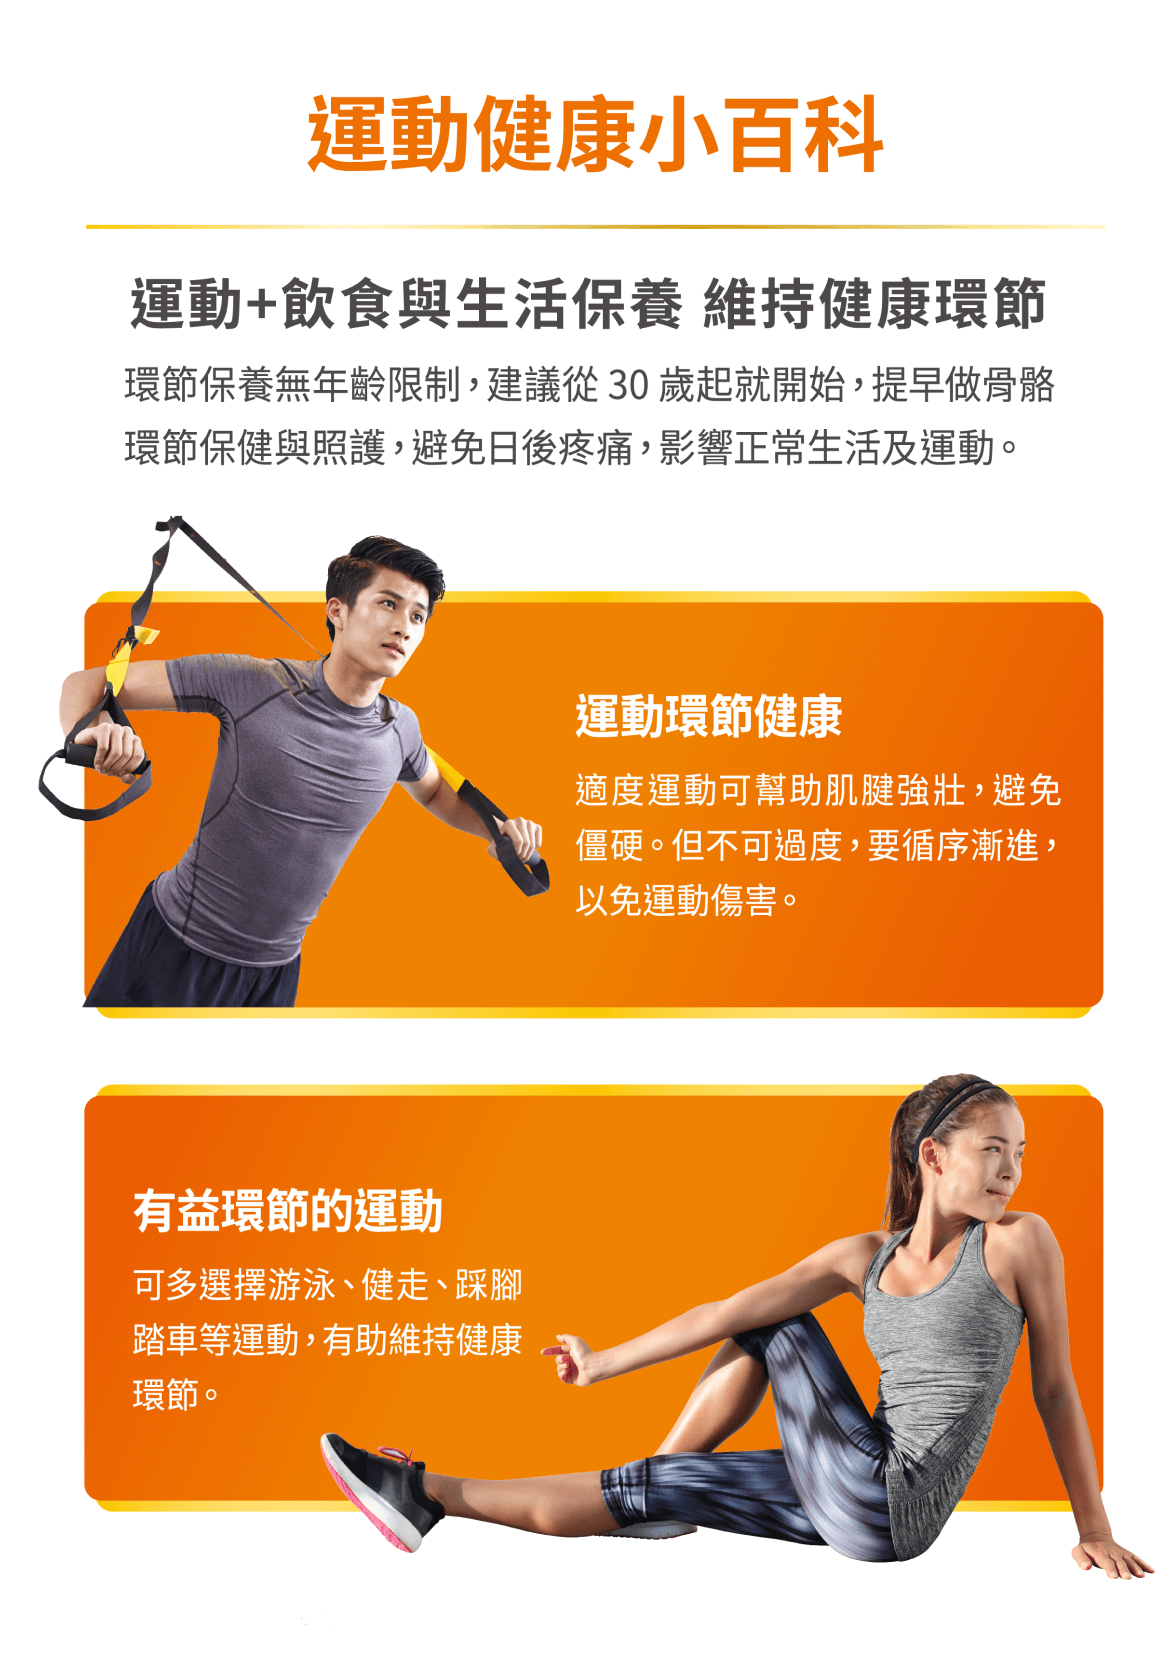 運動健康小百科
運動+飲食與生活保養 維持健康環節
環節保養無年齡限制，建議從 30 歲起就開始，提早做骨骼
環節保健與照護，避免日後疼痛，影響正常生活及運動。
運動環節健康
適度運動可幫助肌腱強壯，避免
僵硬。但不可過度，要循序漸進，
以免運動傷害。
有益環節的運動
可多選擇游泳、健走、踩腳
踏車等運動，有助維持健康
環節。